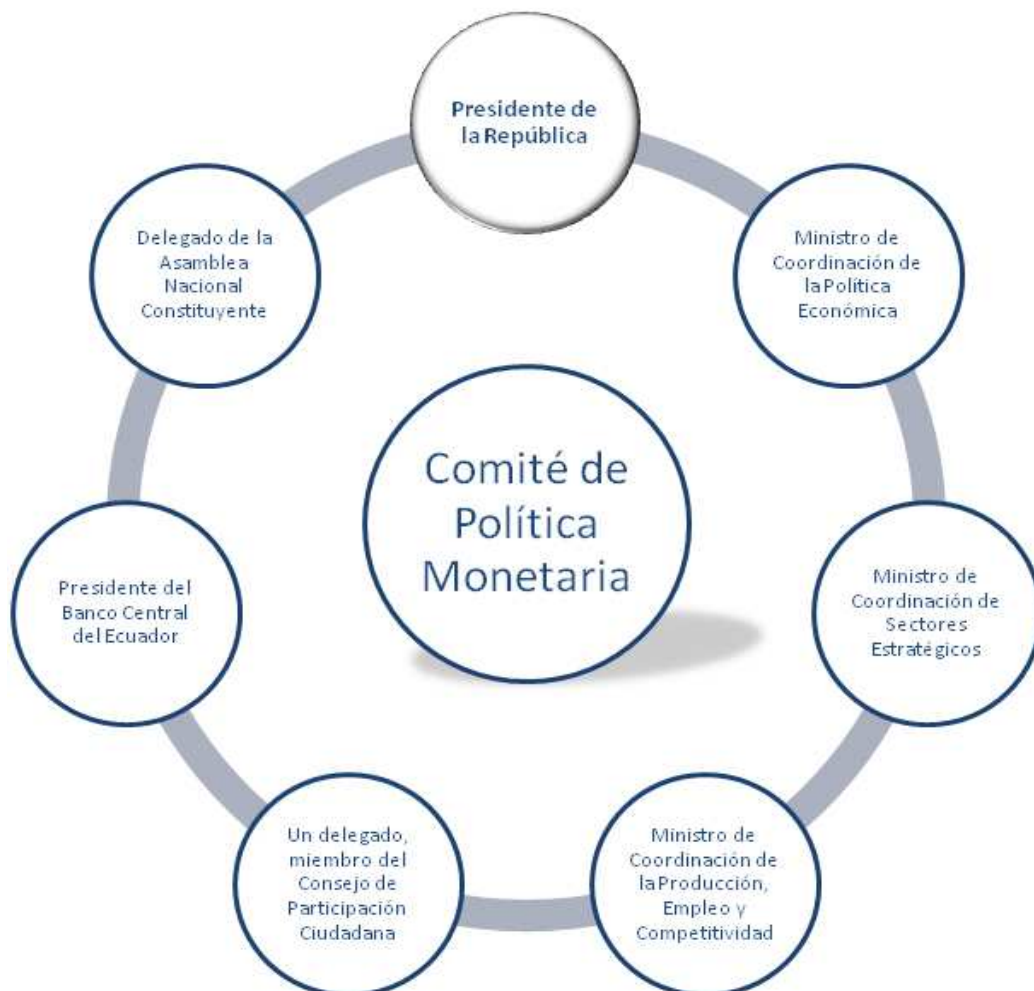 Presidente de
la República
Ministro de
Coordinación de
la Política
Económica
Ministro de
Coordinación de
Sectores
Estratégicos
Ministro de
Coordinación de
la Producción,
Empleo y
Competitividad
Un delegado,
miembro del
Consejo de
Participación
Ciudadana
Presidente del
Banco Central
del Ecuador
Delegado de la
Asamblea
Nacional
Constituyente
Comité de
Política
Monetaria